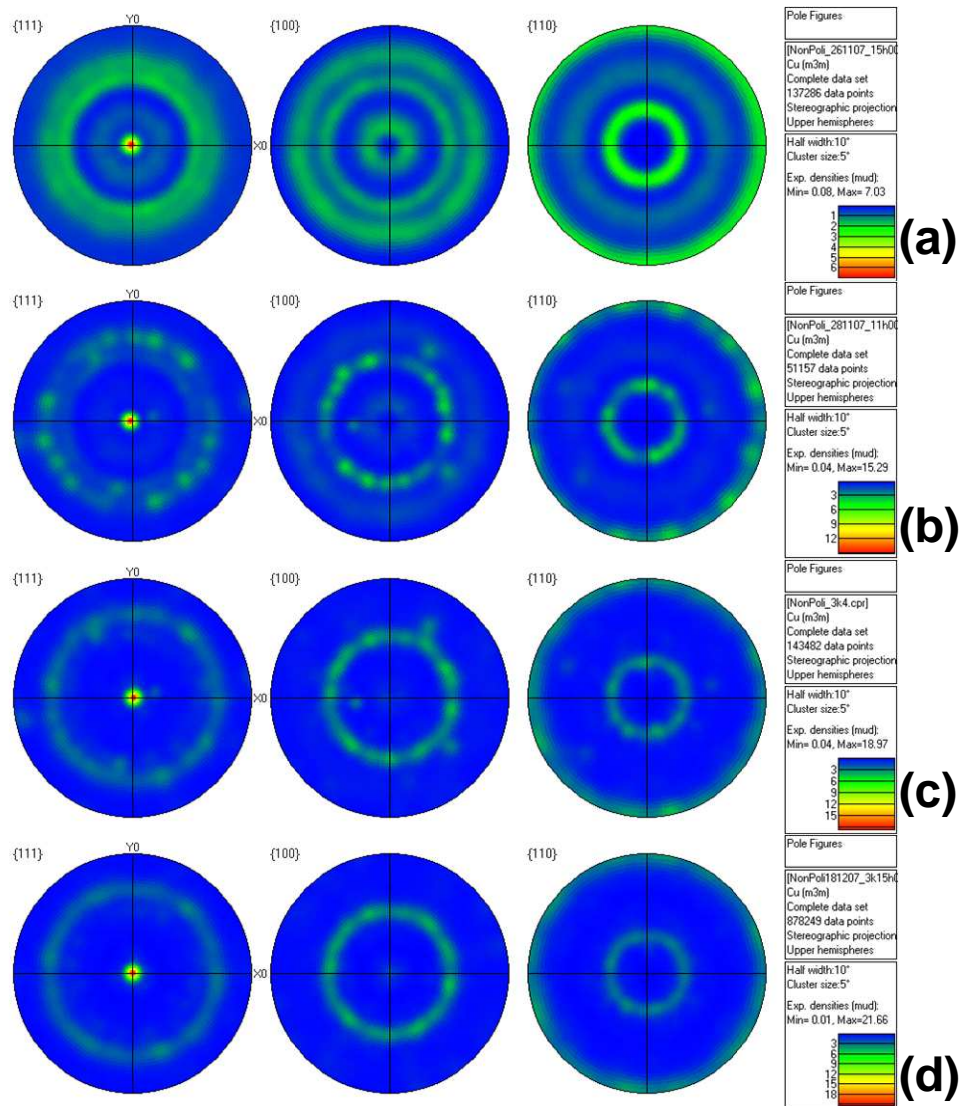 {111} Y0 {100} {110}
X0
Pole Figures
[NonPoli_261107_15h00
Cu (m3m)
Complete data set
137286 data points
Stereographic projection
Upper hemispheres
Half width:10°
Cluster size:5°
Exp. densities (mud):
Min= 0.08, Max= 7.03
1
2
3
4
5
6
(a)
{111} Y0 {100} {110}
X0
Pole Figures
[NonPoli_281107_11h00
Cu (m3m)
Complete data set
51157 data points
Stereographic projection
Upper hemispheres
Half width:10°
Cluster size:5°
Exp. densities (mud):
Min= 0.04, Max=15.29
3
6
9
12
(b)
{111} Y0 {100} {110}
X0
Pole Figures
[NonPoli_3k4.cpr]
Cu (m3m)
Complete data set
143482 data points
Stereographic projection
Upper hemispheres
Half width:10°
Cluster size:5°
Exp. densities (mud):
Min= 0.04, Max=18.97
3
6
9
12
15
(c)
{111} Y0 {100} {110}
X0
Pole Figures
[NonPoli181207_3k15h0
Cu (m3m)
Complete data set
878249 data points
Stereographic projection
Upper hemispheres
Half width:10°
Cluster size:5°
Exp. densities (mud):
Min= 0.01, Max=21.66
3
6
9
12
15
18
(d)